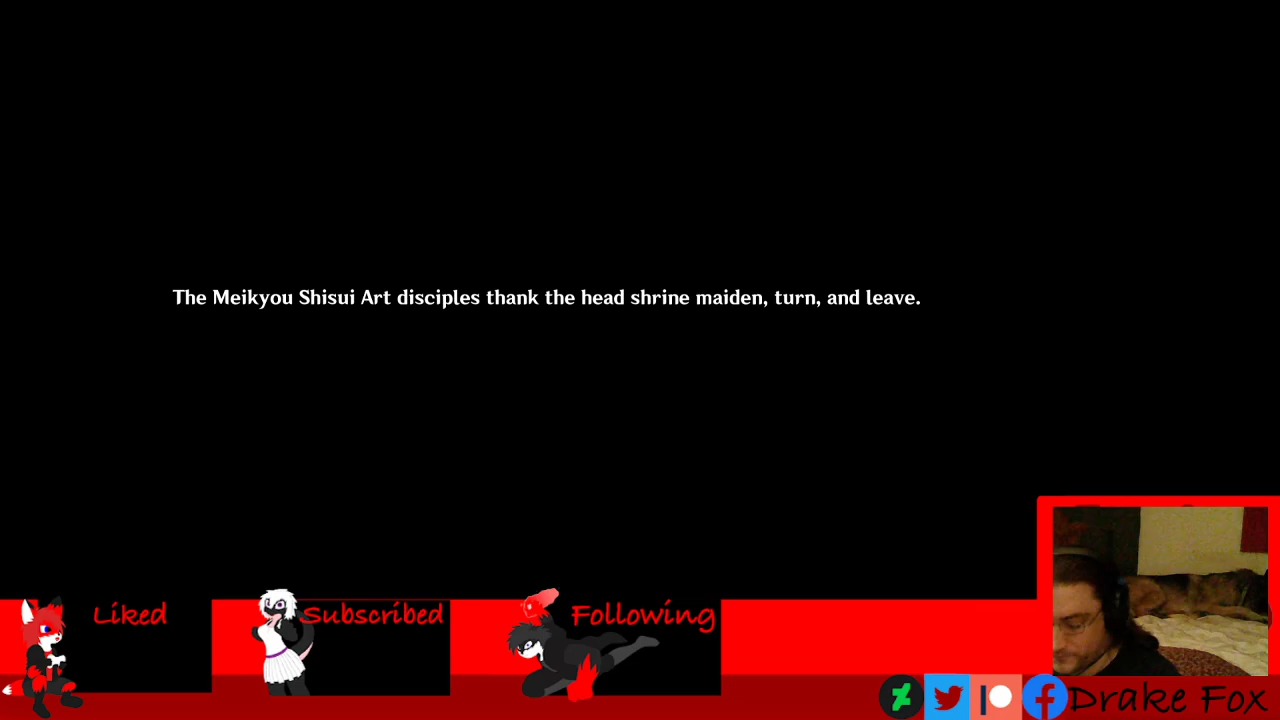 The Meikyou Shisui Art disciples thank the head shrine maiden, turn, and leave.
Liked
Subscribed
Following
Drake Fox